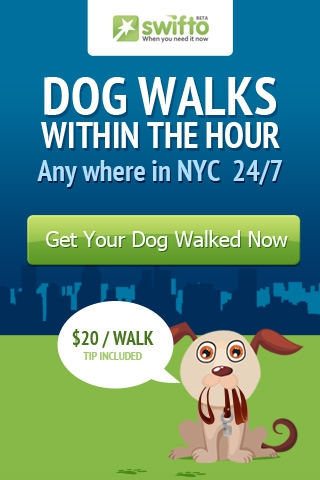 BETA
swifto
When you need it now
DOG WALKS
WITHIN THE HOUR
Any where in NYC 24/7
Get Your Dog Walked Now
$20 / WALK
TIP INCLUDED